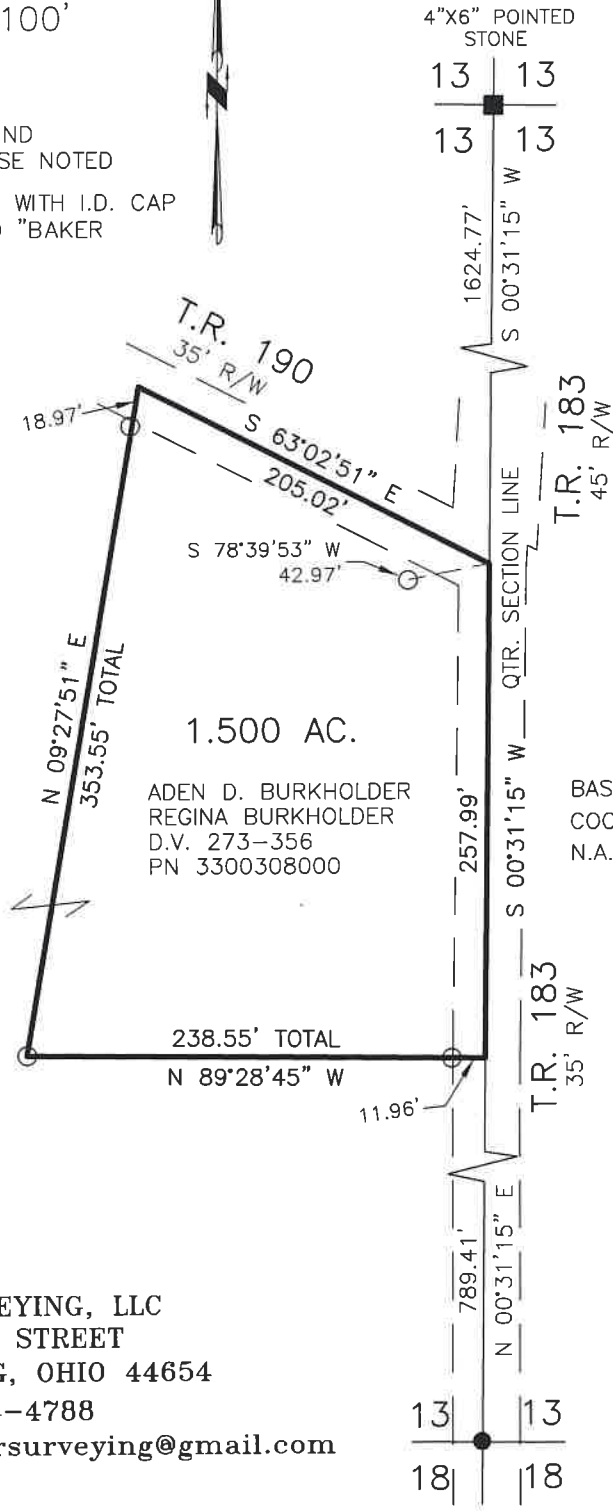 100'
4"X6" POINTED
STONE
13 13
13 13
SE NOTED
WITH I.D. CAP
"BAKER
1624.77'
S 00°31'15" W
T.R. 190
35' R/W
18.97'
S 63°02'51" E
205.02'
T.R. 183
45' R/W
S 78°39'53" W
42.97'
QTR. SECTION LINE
N 09°27'51" E
353.55' TOTAL
1.500 AC.
ADEN D. BURKHOLDER
REGINA BURKHOLDER
D.V. 273-356
PN 3300308000
257.99'
S 00°31'15" W
BAS
N.A.
T.R. 183
35' R/W
238.55' TOTAL
N 89°28'45" W
11.96'
789.41'
N 00°31'15" E
EYING, LLC
STREET
G, OHIO 44654
-4788
rsurveying@gmail.com
13 13
18 18